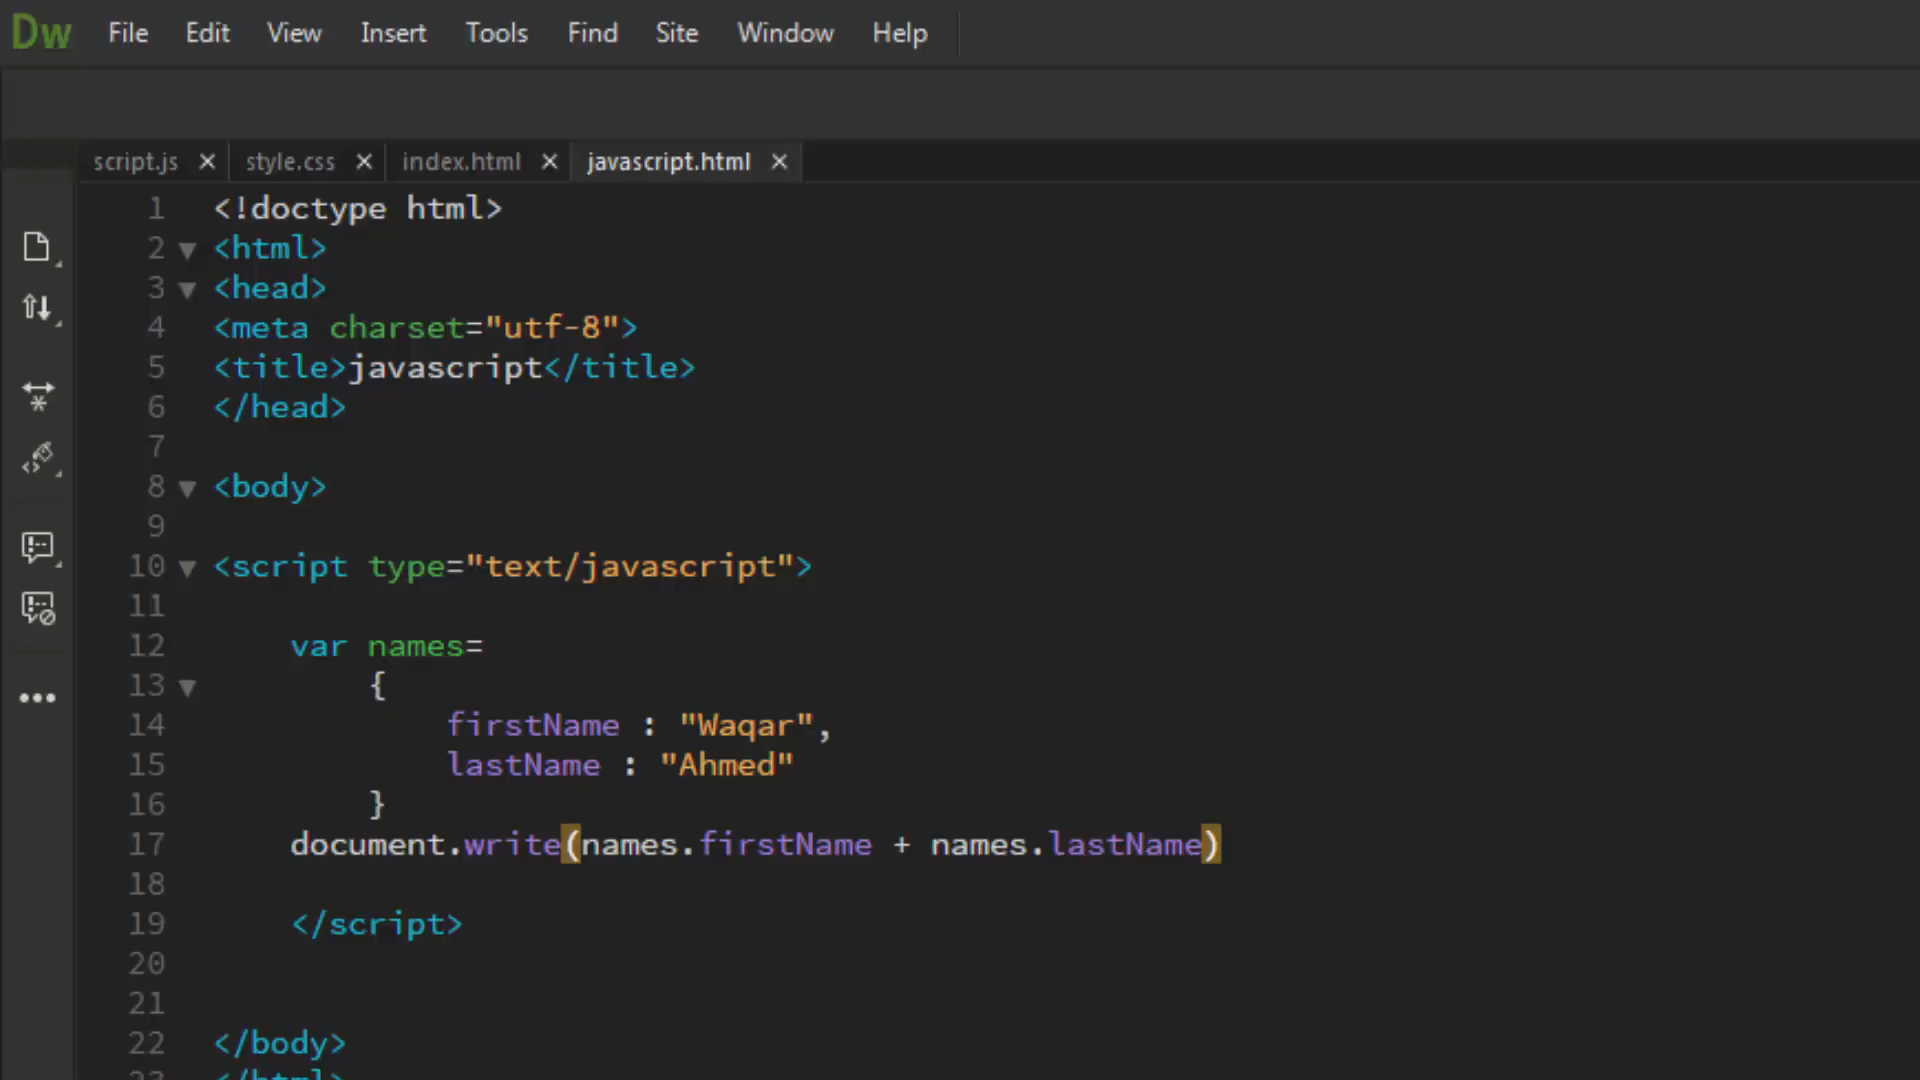 Dw File Edit View Insert Tools Find Site Window Help
script.js × style.css × index.html × javascript.html ×
1 <!doctype html>
2 ▼ <html>
3 ▼ <head>
4 <meta charset="utf-8">
5 <title>javascript</title>
6 </head>
7
8 ▼ <body>
9
10 ▼ <script type="text/javascript">
11
12 var names=
13 ▼ {
14 firstName : "Waqar",
15 lastName : "Ahmed"
16 }
17 document.write(names.firstName + names.lastName)
18
19 </script>
20
21
22 </body>
23 </html>